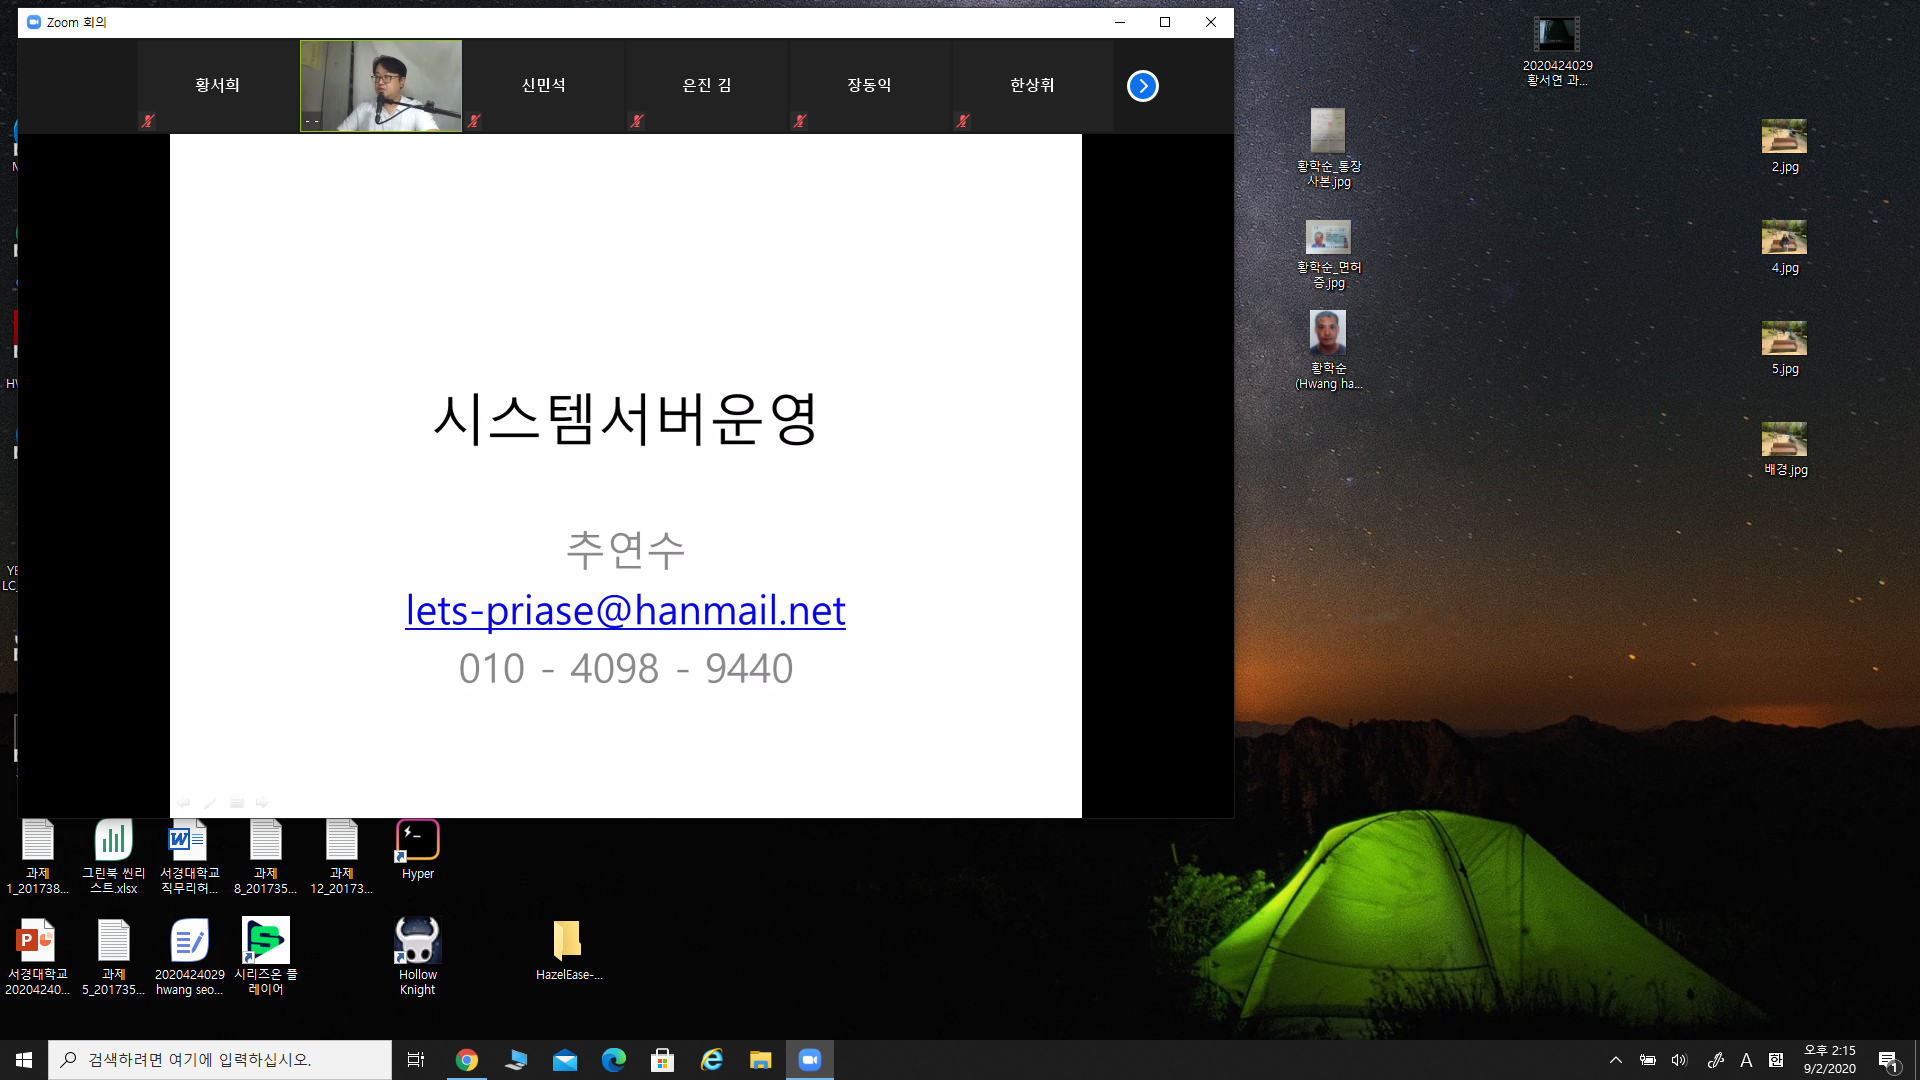 Zoom 회의
황서희
- -
신민석
은진 김
장동익
한상휘
시스템서버운영
추연수
lets-priase@hanmail.net
010 - 4098 - 9440
2020424029
황서연 과...
황학순_통장
사본.jpg
황학순_면허
증.jpg
황학순
(Hwang ha...
2.jpg
4.jpg
5.jpg
배경.jpg
과제
1_201738...
그린북 씬리
스트.xlsx
서경대학교
직무리허...
과제
8_201735...
과제
12_20173...
Hyper
서경대학교
20204240...
과제
5_201735...
2020424029
hwang seo...
시리즈온 플
레이어
Hollow
Knight
HazelEase-...
검색하려면 여기에 입력하십시오.
A
한
오후 2:15
9/2/2020
1